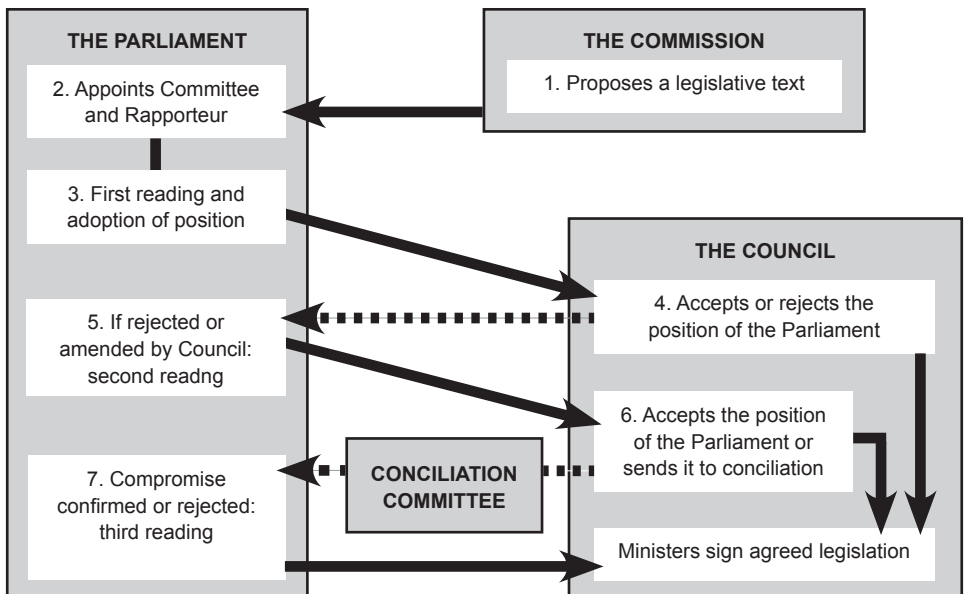 THE PARLIAMENT
2. Appoints Committee
and Rapporteur
3. First reading and
adoption of position
5. If rejected or
amended by Council:
second readng
7. Compromise
confirmed or rejected:
third reading
THE COMMISSION
1. Proposes a legislative text
CONCILIATION
COMMITTEE
THE COUNCIL
4. Accepts or rejects the
position of the Parliament
6. Accepts the position
of the Parliament or
sends it to conciliation
Ministers sign agreed legislation